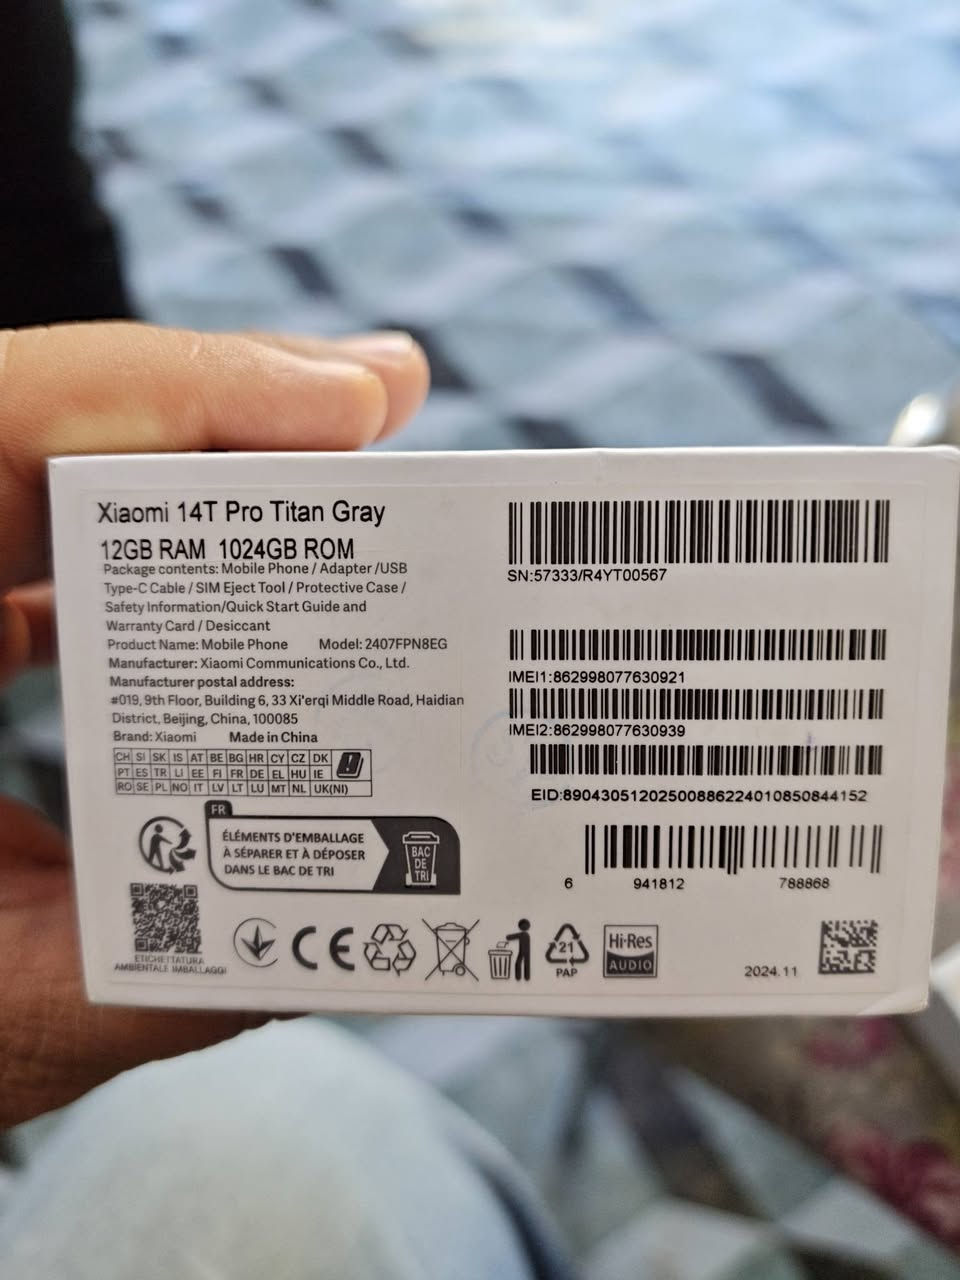 Xiaomi 14T Pro Titan Gray
12GB RAM 1024GB ROM
Package contents: Mobile Phone / Adapter /USB
Type-C Cable / SIM Eject Tool / Protective Case /
Safety Information/Quick Start Guide and
Warranty Card / Desiccant
Product Name: Mobile Phone Model: 2407FPN8EG
Manufacturer: Xiaomi Communications Co., Ltd.
Manufacturer postal address:
#019, 9th Floor, Building 6, 33 Xi'erqi Middle Road, Haidian
District, Beijing, China, 100085
Brand: Xiaomi Made in China
CH SI SK IS AT BE BG HR CY CZ DK
PT ES TR LI EE FI FR DE EL HU IE
RO SE PL NO IT LV LT LU MT NL UK(NI)
FR
ÉLÉMENTS D'EMBALLAGE
À SÉPARER ET À DÉPOSER
DANS LE BAC DE TRI
BAC
DE
TRI
ETICHETTATURA
AMBIENTALE IMBALLAGGI
CE
21
PAP
Hi-Res
AUDIO
SN:57333/R4YT00567
IMEI1:862998077630921
IMEI2:862998077630939
EID:89043051202500886224010850844152
6 941812 788868
2024.11